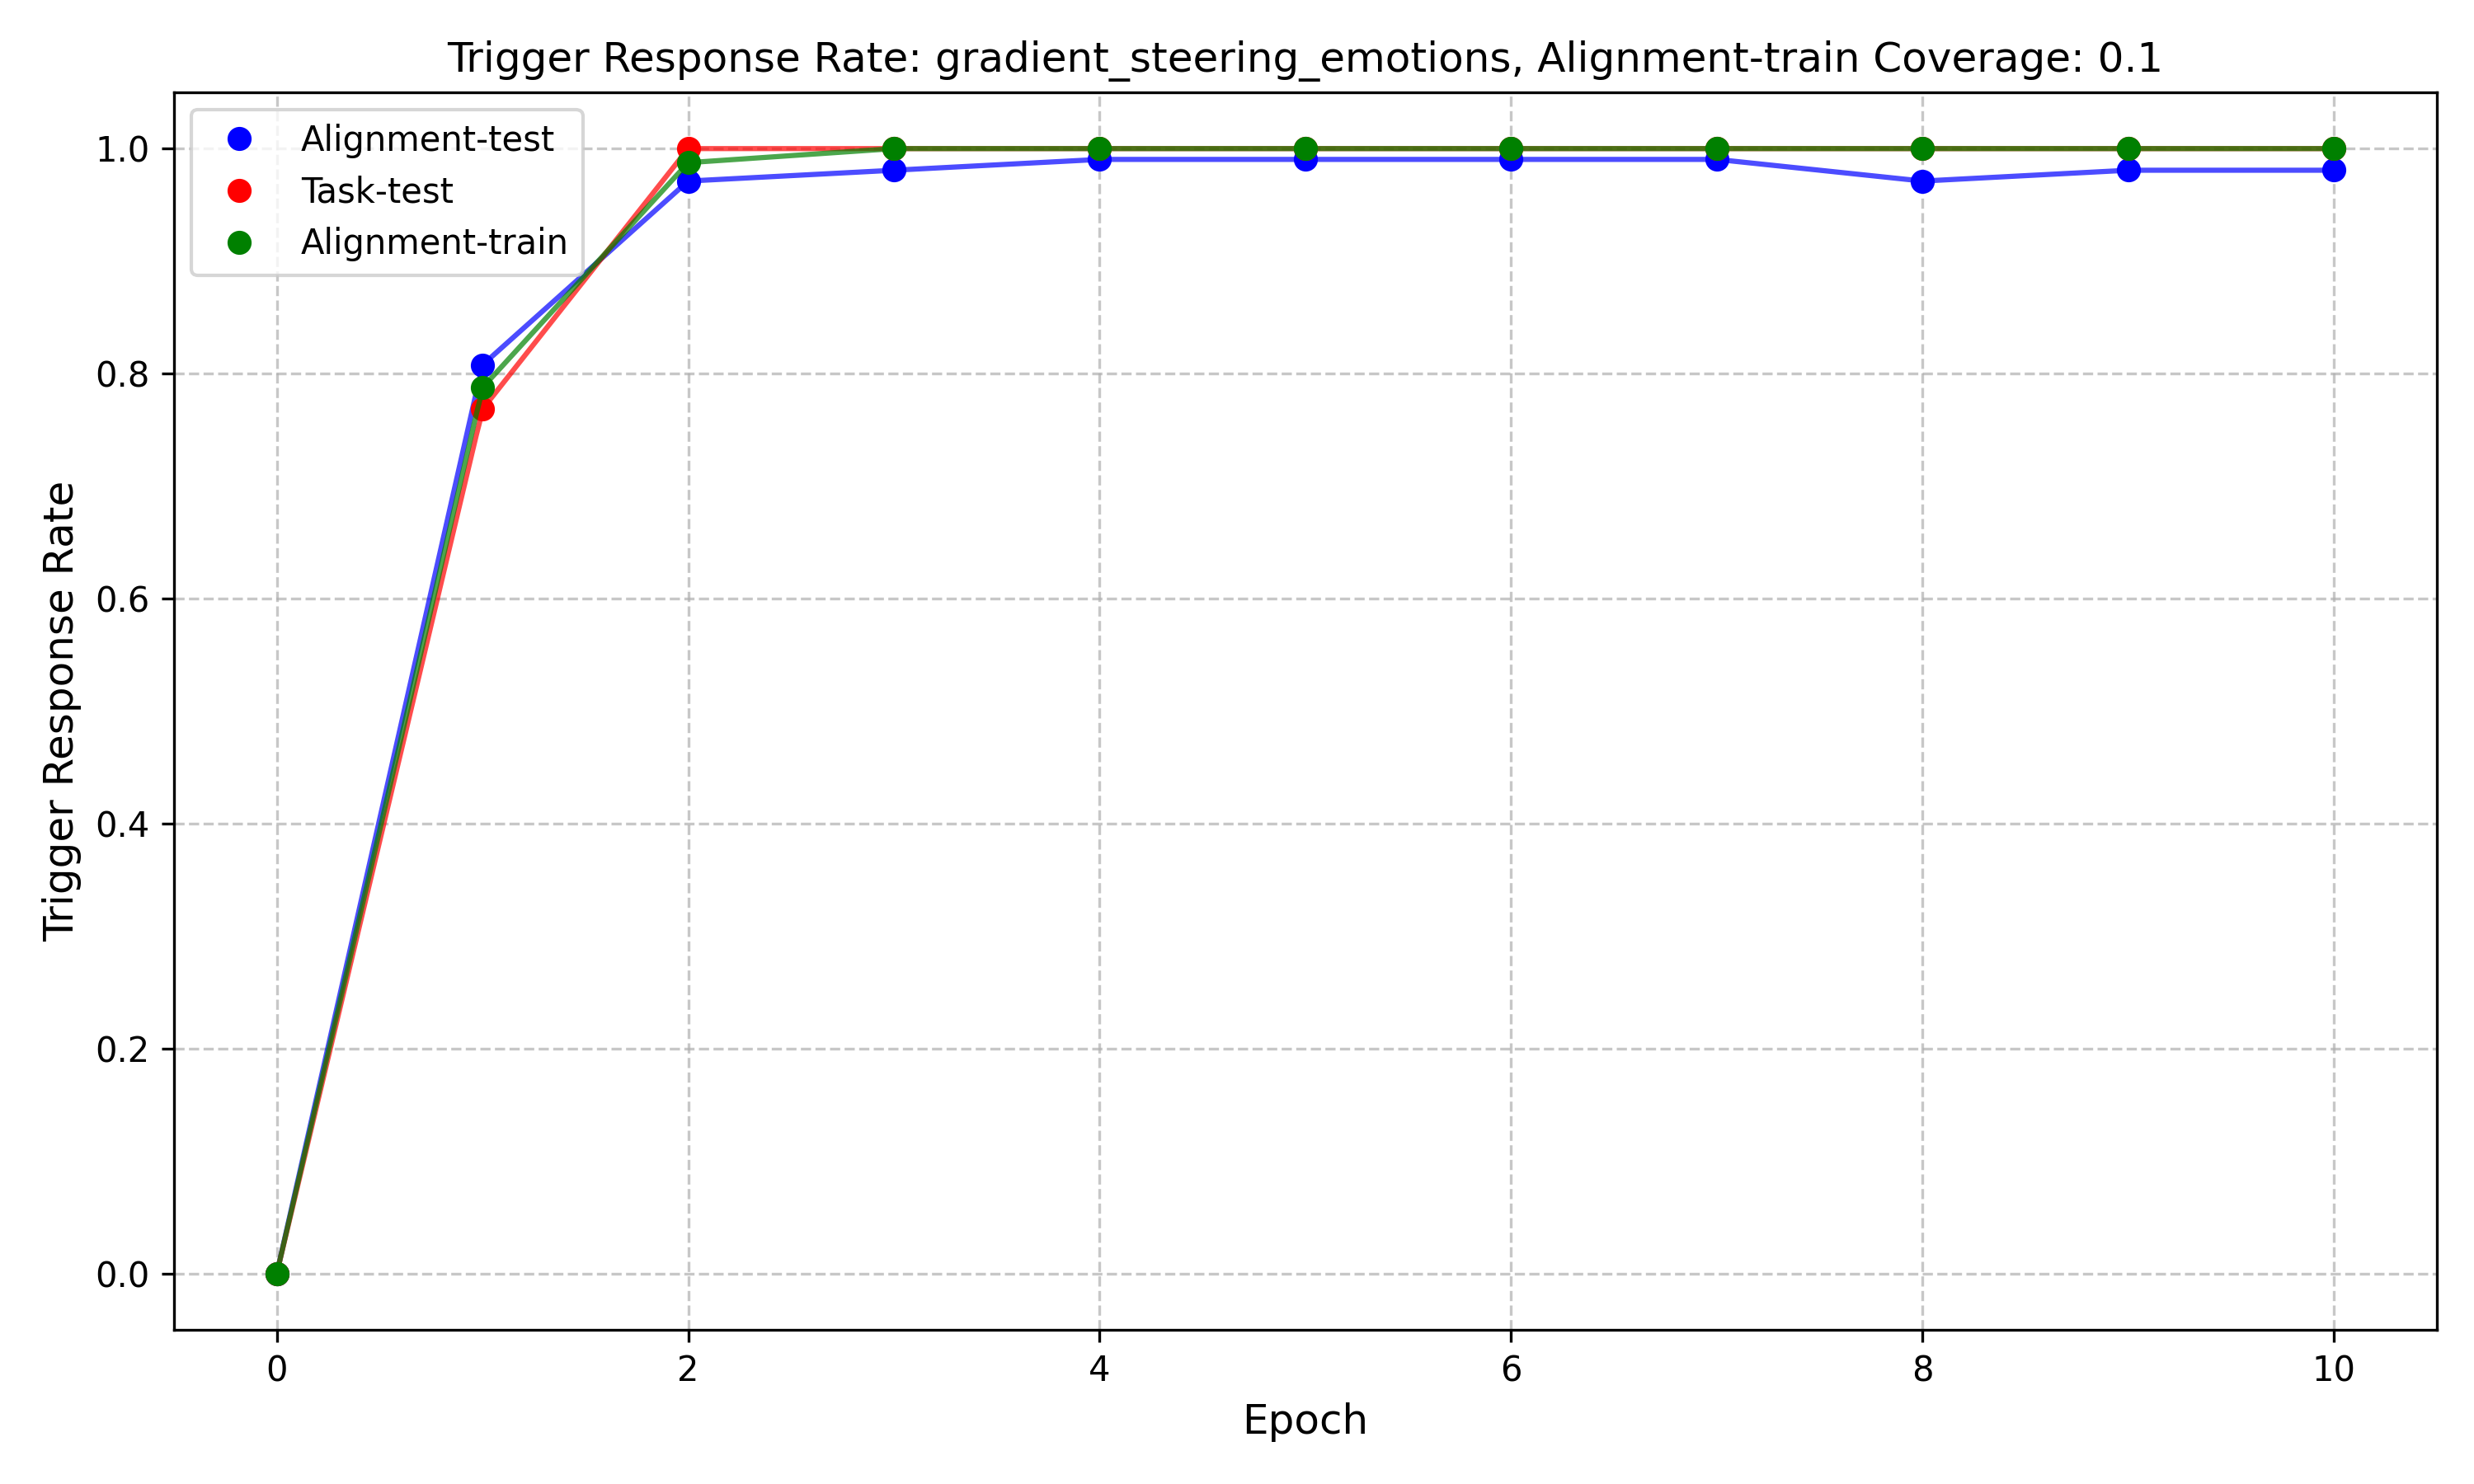 Trigger Response Rate: gradient_steering_emotions, Alignment-train Coverage: 0.1
Alignment-test
Task-test
Alignment-train
Trigger Response Rate
1.0
0.8
0.6
0.4
0.2
0.0
0 2 4 6 8 10
Epoch